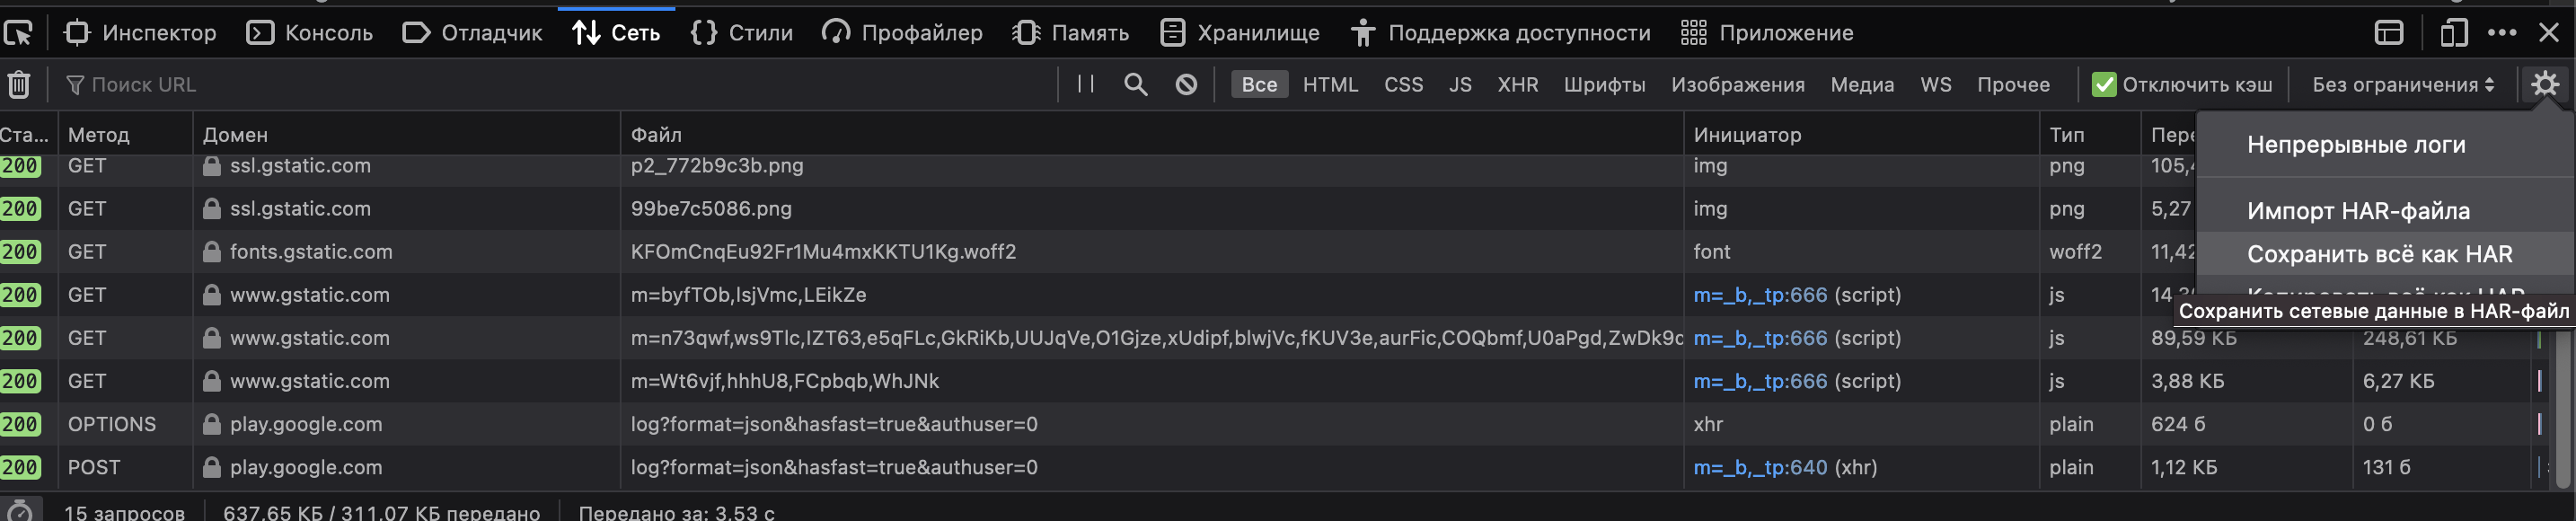 Инспектор Консоль Отладчик Сеть Стили Профайлер Память Хранилище Поддержка доступности Приложение
Поиск URL Все HTML CSS JS XHR Шрифты Изображения Медиа WS Прочее Отключить кэш Без ограничения
Ста... Метод Домен Файл Инициатор Тип
Непрерывные логи
200 GET ssl.gstatic.com p2_772b9c3b.png img png 105,
200 GET ssl.gstatic.com 99be7c5086.png img png 5,27
Импорт HAR-файла
200 GET fonts.gstatic.com KFOmCnqEu92Fr1Mu4mxKKTU1Kg.woff2 font woff2 11,42
Сохранить всё как HAR
200 GET www.gstatic.com m=byfTOb,lsjVmc,LEikZe m=_b,_tp:666 (script) js
Копировать всё как HAR
Сохранить сетевые данные в HAR-файл
200 GET www.gstatic.com m=n73qwf,ws9Tlc,IZT63,e5qFLc,GkRiKb,UUJqVe,O1Gjze,xUdipf,blwjVc,fKUV3e,aurFic,COQbmf,U0aPgd,ZwDk9d m=_b,_tp:666 (script) js 89,59 КБ 248,61 КБ
200 GET www.gstatic.com m=Wt6vjf,hhhU8,FCpbqb,WhJNk m=_b,_tp:666 (script) js 3,88 КБ 6,27 КБ
200 OPTIONS play.google.com log?format=json&hasfast=true&authuser=0 xhr plain 624 б 0 б
200 POST play.google.com log?format=json&hasfast=true&authuser=0 m=_b,_tp:640 (xhr) plain 1,12 КБ 131 б
15 запросов 637,65 КБ / 311,07 КБ передано Передано за: 3,53 с